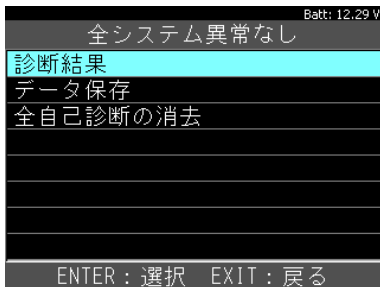 Batt: 12.29 V
全システム異常なし
診断結果
データ保存
全自己診断の消去
ENTER：選択　EXIT：戻る